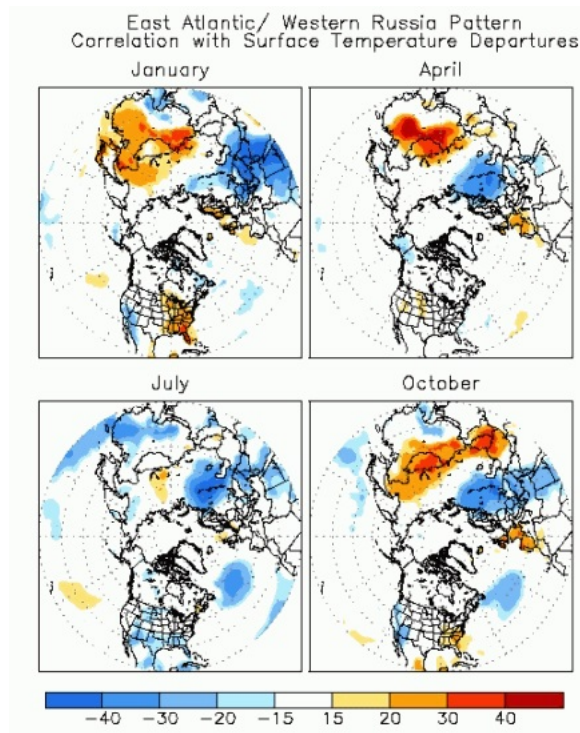 East Atlantic/ Western Russia Pattern
Correlation with Surface Temperature Departures
January
April
July
October
-40 -30 -20 -15 15 20 30 40